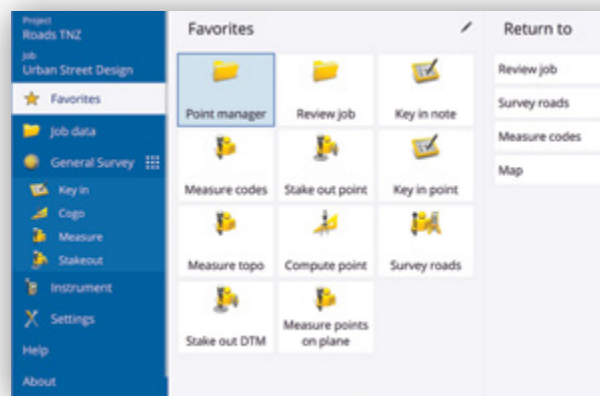 Project
Roads TNZ
Job
Urban Street Design
Favorites
Job data
General Survey
Key in
Cogo
Measure
Stakeout
Instrument
Settings
Help
About
Favorites
Point manager
Review job
Key in note
Measure codes
Stake out point
Key in point
Measure topo
Compute point
Survey roads
Stake out DTM
Measure points
on plane
Return to
Review job
Survey roads
Measure codes
Map